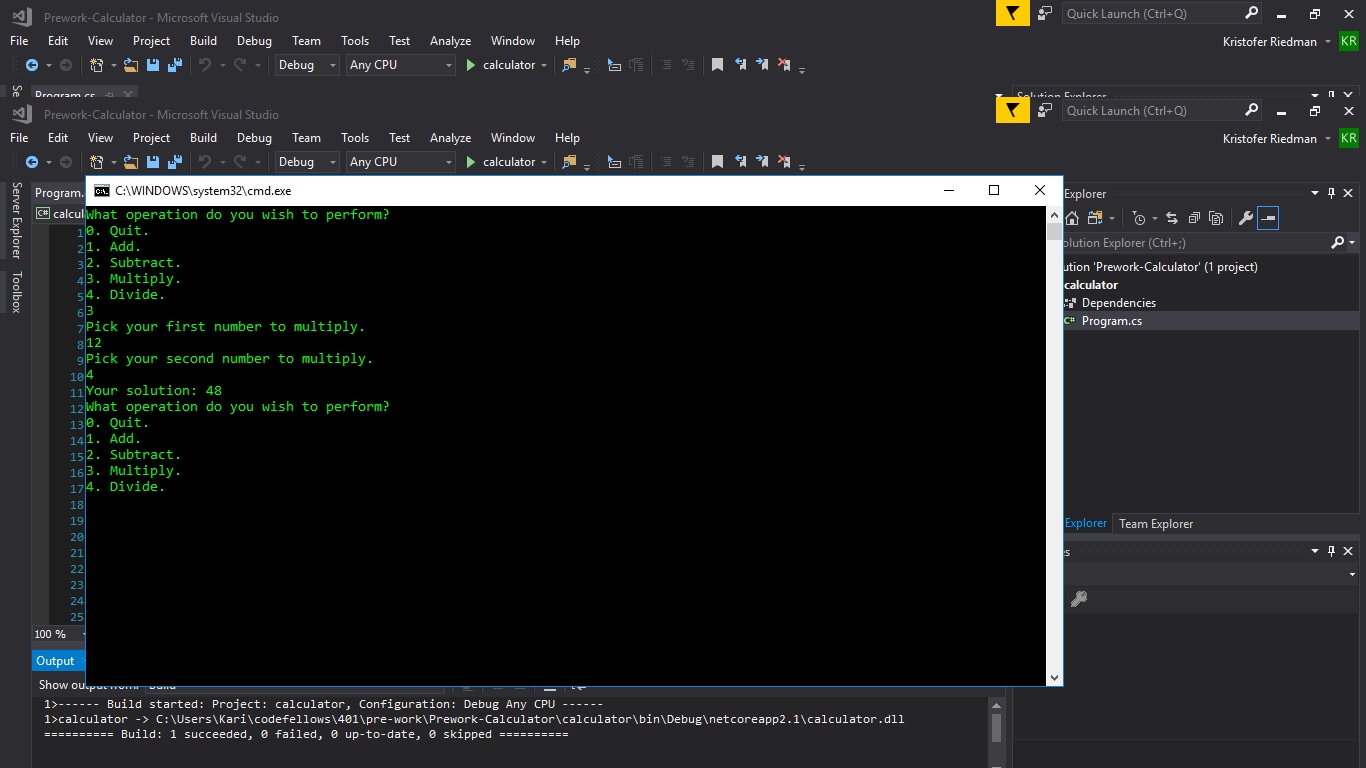 Prework-Calculator - Microsoft Visual Studio
Quick Launch (Ctrl+Q)
File Edit View Project Build Debug Team Tools Test Analyze Window Help
Kristofer Riedman KR
Debug Any CPU calculator
Program.cs
Solution Explorer
Prework-Calculator - Microsoft Visual Studio
Quick Launch (Ctrl+Q)
File Edit View Project Build Debug Team Tools Test Analyze Window Help
Kristofer Riedman KR
Debug Any CPU calculator
Server Explorer
Toolbox
Program.
C# calcul
1
2
3
4
5
6
7
8
9
10
11
12
13
14
15
16
17
18
19
20
21
22
23
24
25
100 %
C:\WINDOWS\system32\cmd.exe
What operation do you wish to perform?
0. Quit.
1. Add.
2. Subtract.
3. Multiply.
4. Divide.
3
Pick your first number to multiply.
12
Pick your second number to multiply.
4
Your solution: 48
What operation do you wish to perform?
0. Quit.
1. Add.
2. Subtract.
3. Multiply.
4. Divide.
Explorer
olution Explorer (Ctrl+;)
ution 'Prework-Calculator' (1 project)
calculator
Dependencies
C# Program.cs
Explorer Team Explorer
es
Output
Show output from: Build
1>------ Build started: Project: calculator, Configuration: Debug Any CPU ------
1>calculator -> C:\Users\Kari\codefellows\401\pre-work\Prework-Calculator\calculator\bin\Debug\netcoreapp2.1\calculator.dll
========== Build: 1 succeeded, 0 failed, 0 up-to-date, 0 skipped ==========